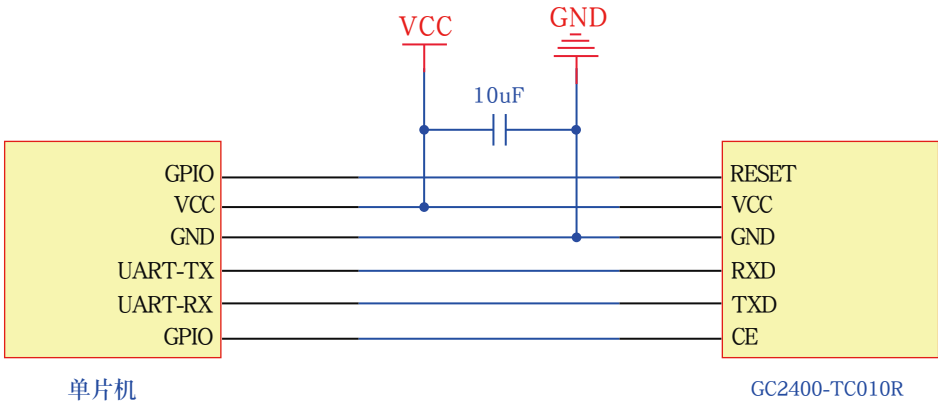 VCC
GND
10uF
GPIO
VCC
GND
UART-TX
UART-RX
GPIO
RESET
VCC
GND
RXD
TXD
CE
单片机
GC2400-TC010R